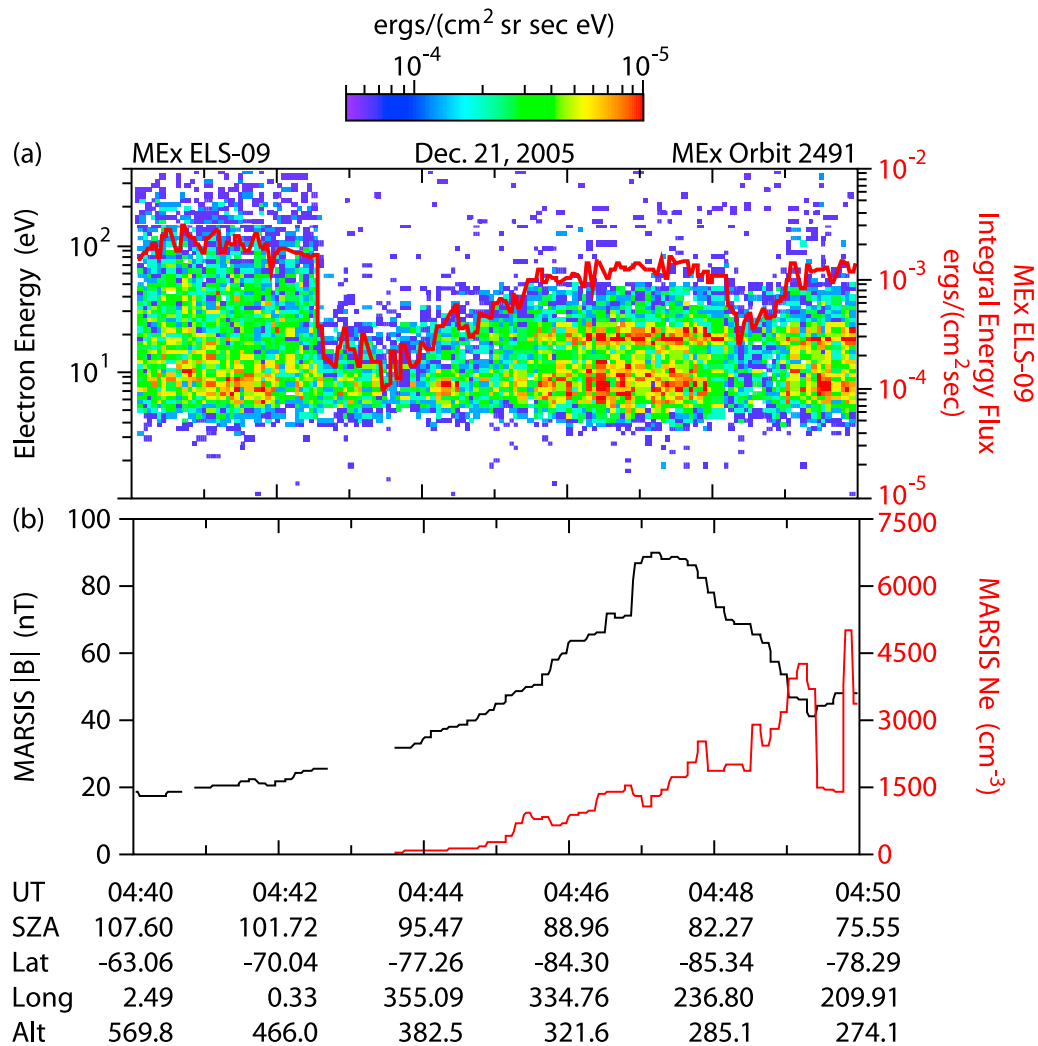 ergs/(cm² sr sec eV)
10⁻⁴ 10⁻⁵
(a) MEx ELS-09 Dec. 21, 2005 MEx Orbit 2491
Electron Energy (eV)
10²
10¹
10⁻²
10⁻³
10⁻⁴
10⁻⁵
Integral Energy Flux
ergs/(cm² sec)
MEx ELS-09
(b)
MARSIS |B| (nT)
100
80
60
40
20
0
7500
6000
4500
3000
1500
0
MARSIS Ne (cm⁻³)
UT 04:40 04:42 04:44 04:46 04:48 04:50
SZA 107.60 101.72 95.47 88.96 82.27 75.55
Lat -63.06 -70.04 -77.26 -84.30 -85.34 -78.29
Long 2.49 0.33 355.09 334.76 236.80 209.91
Alt 569.8 466.0 382.5 321.6 285.1 274.1